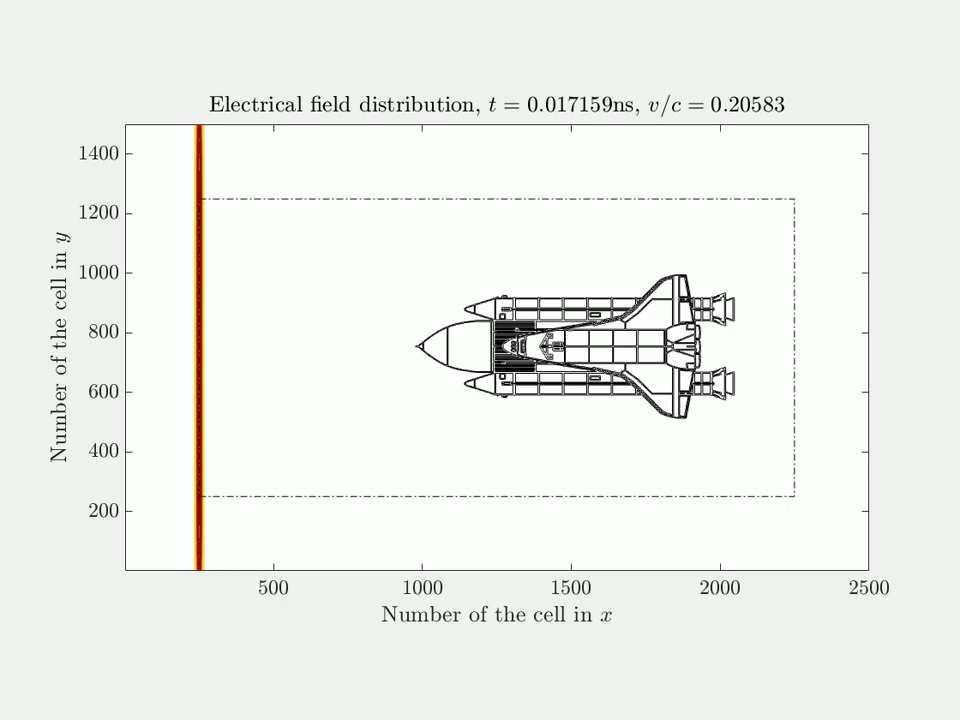 Electrical field distribution, t = 0.017159ns, v/c = 0.20583
1400
1200
1000
800
600
400
200
Number of the cell in y
500 1000 1500 2000 2500
Number of the cell in x